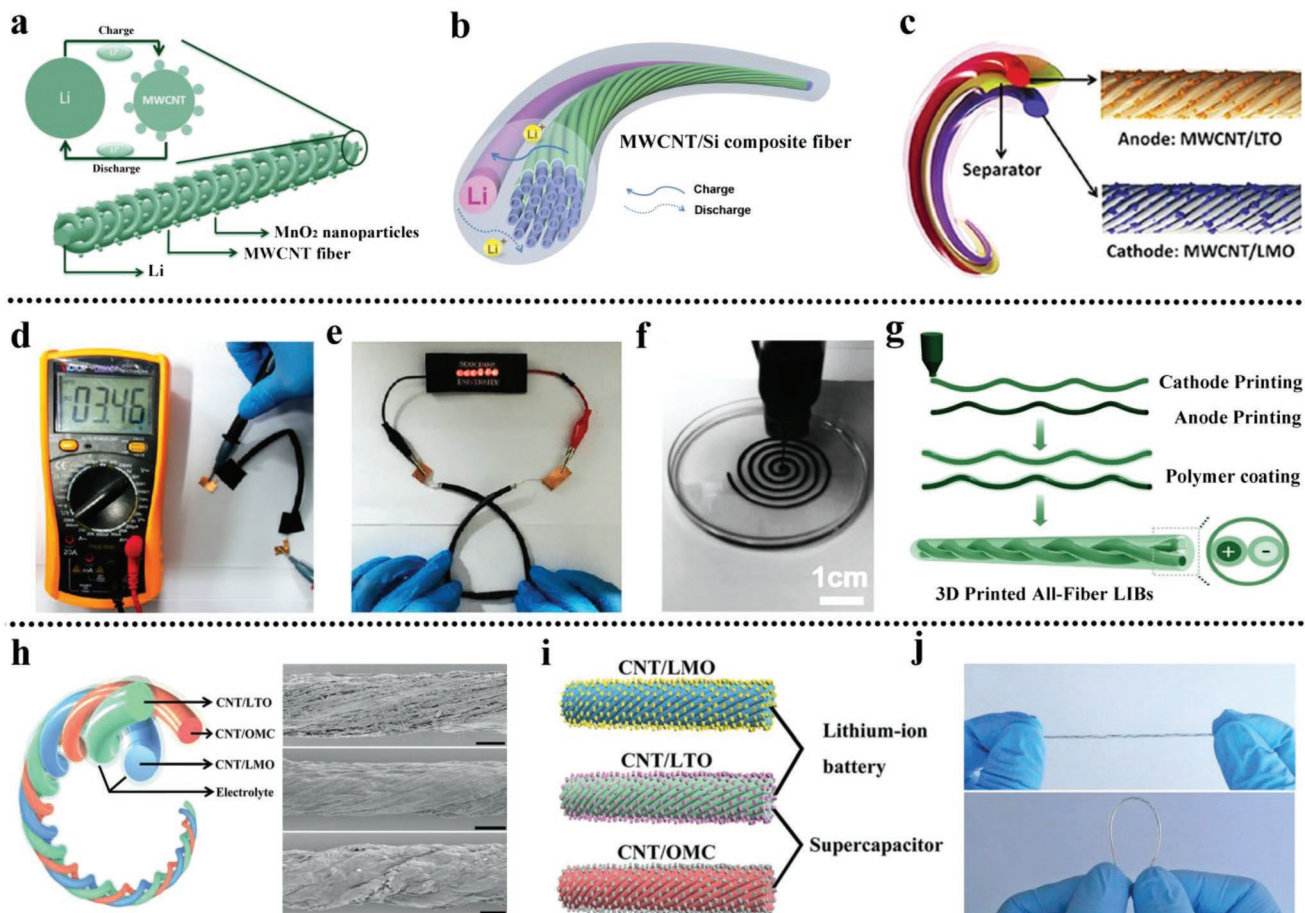 a
Charge
Li⁺
Li
MWCNT
Li⁺
Discharge
MnO₂ nanoparticles
MWCNT fiber
Li
b
Li⁺
MWCNT/Si composite fiber
Li
Charge
Discharge
Li⁺
c
Separator
Anode: MWCNT/LTO
Cathode: MWCNT/LMO
d
03.46
20A
mA
e
f
1cm
g
Cathode Printing
Anode Printing
Polymer coating
+ -
3D Printed All-Fiber LIBs
h
CNT/LTO
CNT/OMC
CNT/LMO
Electrolyte
i
CNT/LMO
Lithium-ion
battery
CNT/LTO
Supercapacitor
CNT/OMC
j